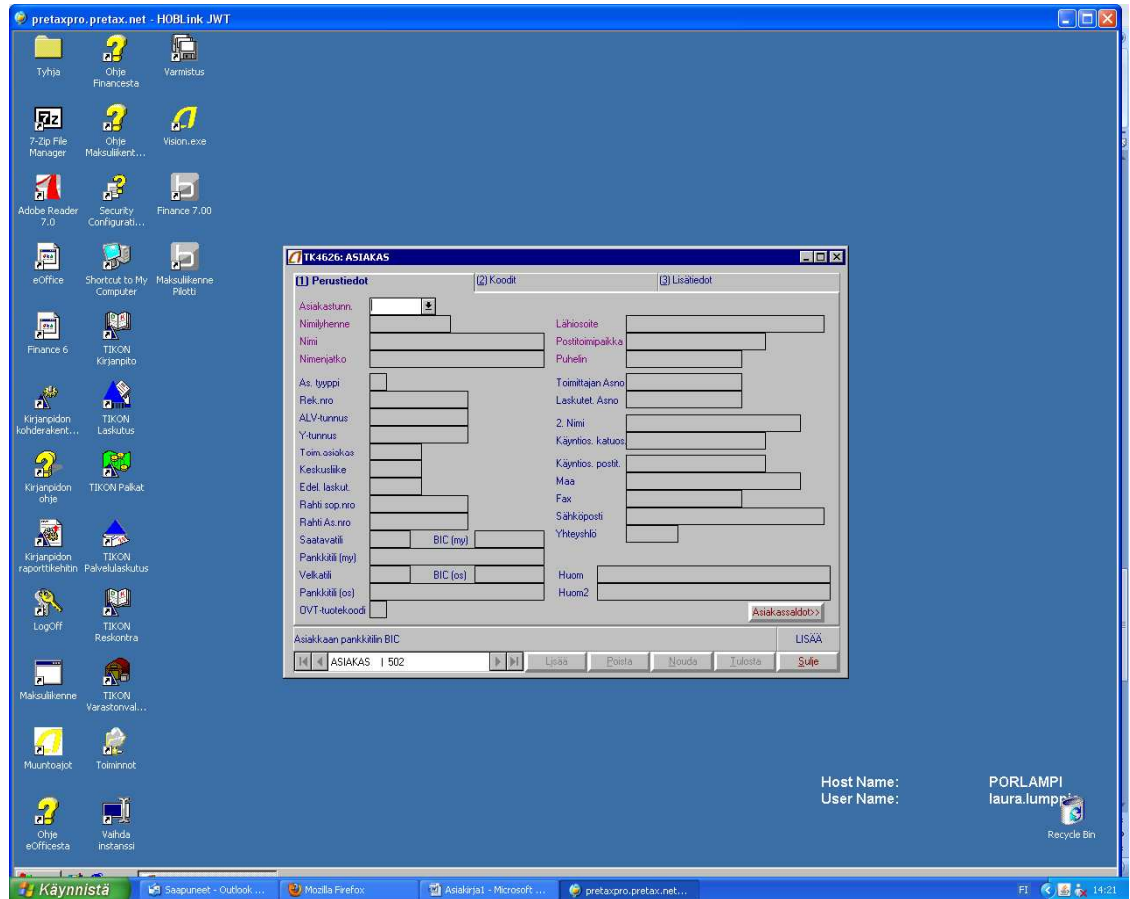 pretaxpro.pretax.net - HOBLink JWT
Tyhja
Ohje
Financesta
Varmistus
7-Zip File
Manager
Ohje
Maksuliikent...
Vision.exe
Adobe Reader
7.0
Security
Configurati...
Finance 7.00
eOffice
Shortcut to My
Computer
Maksuliikenne
Pilotti
Finance 6
TIKON
Kirjanpito
Kirjanpidon
kohderakent...
TIKON
Laskutus
Kirjanpidon
ohje
TIKON Palkat
Kirjanpidon
raporttikehitin
TIKON
Palvelulaskutus
LogOff
TIKON
Reskontra
Maksuliikenne
TIKON
Varastonval...
Muuntoajot
Toiminnot
Ohje
eOfficesta
Vaihda
instanssi
TK4626: ASIAKAS
(1) Perustiedot
(2) Koodit
(3) Lisätiedot
Asiakastunn.
Nimilyhenne
Nimi
Nimenjatko
Lähiosoite
Postitoimipaikka
Puhelin
As. tyyppi
Rek.nro
ALV-tunnus
Y-tunnus
Toim.asiakas
Keskusliike
Edel. laskut.
Rahti sop.nro
Rahti As.nro
Saatavatili
BIC (my)
Pankkitili (my)
Velkatili
BIC (os)
Pankkitili (os)
OVT-tuotekoodi
Toimittajan Asno
Laskutet. Asno
2. Nimi
Käyntios. katuos.
Käyntios. postit.
Maa
Fax
Sähköposti
Yhteyshlö
Huom
Huom2
Asiakassaldot>>
Asiakkaan pankkitilin BIC
LISÄÄ
ASIAKAS | 502
Lisää
Poista
Nouda
Tulosta
Sulje
Host Name: PORLAMPI
User Name: laura.lumppi
Recycle Bin
Käynnistä
Saapuneet - Outlook ...
Mozilla Firefox
Asiakirja1 - Microsoft ...
pretaxpro.pretax.net...
FI
14:21